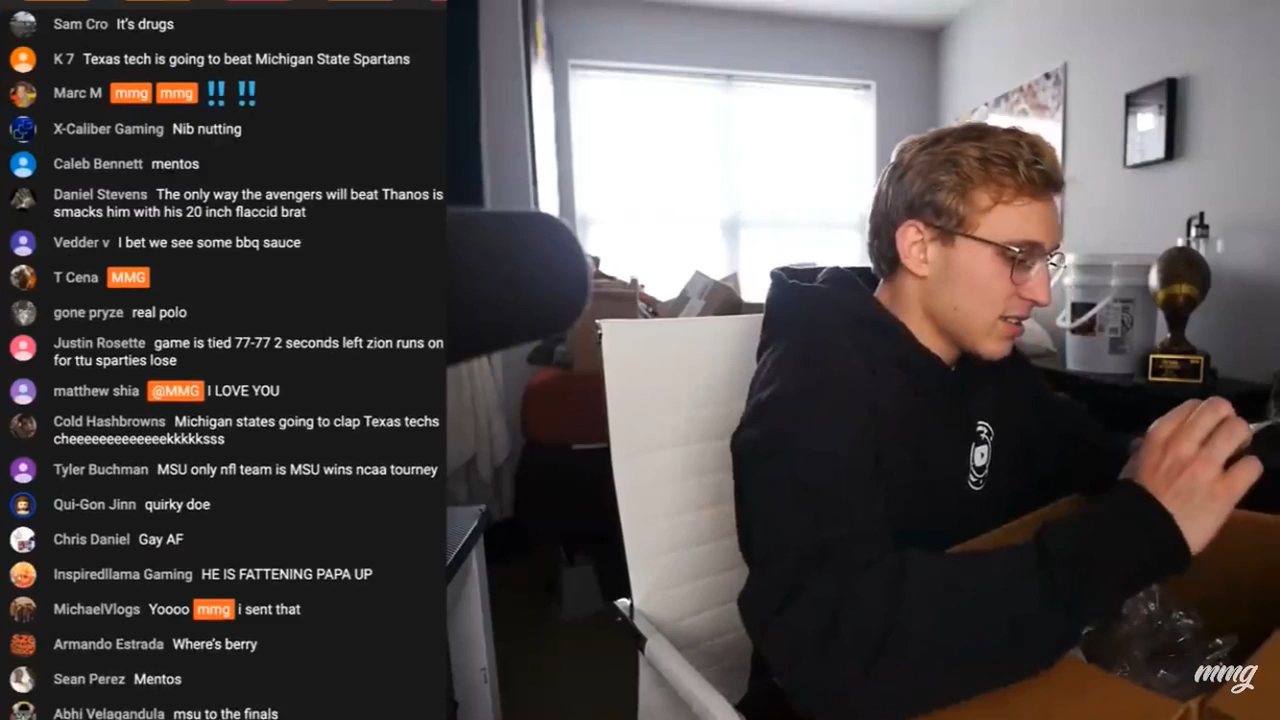 Sam Cro It's drugs
K 7 Texas tech is going to beat Michigan State Spartans
Marc M mmg mmg ‼ ‼
X-Caliber Gaming Nib nutting
Caleb Bennett mentos
Daniel Stevens The only way the avengers will beat Thanos is
smacks him with his 20 inch flaccid brat
Vedder v I bet we see some bbq sauce
T Cena MMG
gone pryze real polo
Justin Rosette game is tied 77-77 2 seconds left zion runs on
for ttu sparties lose
matthew shia @MMG I LOVE YOU
Cold Hashbrowns Michigan states going to clap Texas techs
cheeeeeeeeeeeekkkkksss
Tyler Buchman MSU only nfl team is MSU wins ncaa tourney
Qui-Gon Jinn quirky doe
Chris Daniel Gay AF
Inspiredllama Gaming HE IS FATTENING PAPA UP
MichaelVlogs Yoooo mmg i sent that
Armando Estrada Where's berry
Sean Perez Mentos
Abhi Velagandula msu to the finals
mmg